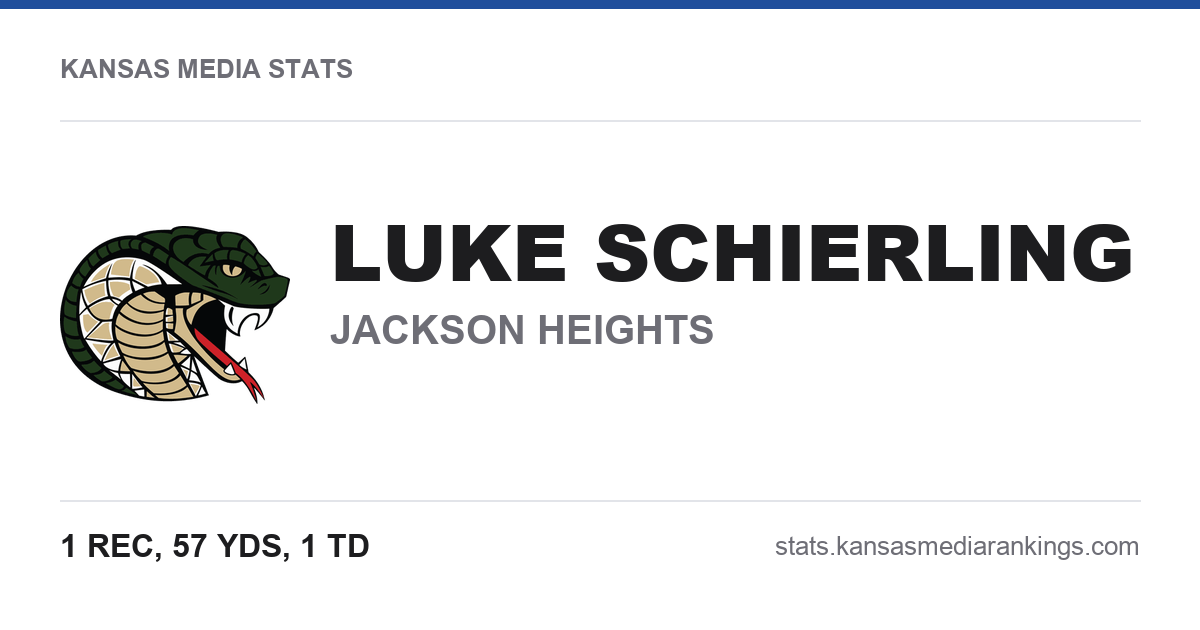 KANSAS MEDIA STATS
LUKE SCHIERLING
JACKSON HEIGHTS
1 REC, 57 YDS, 1 TD
stats.kansasmediarankings.com